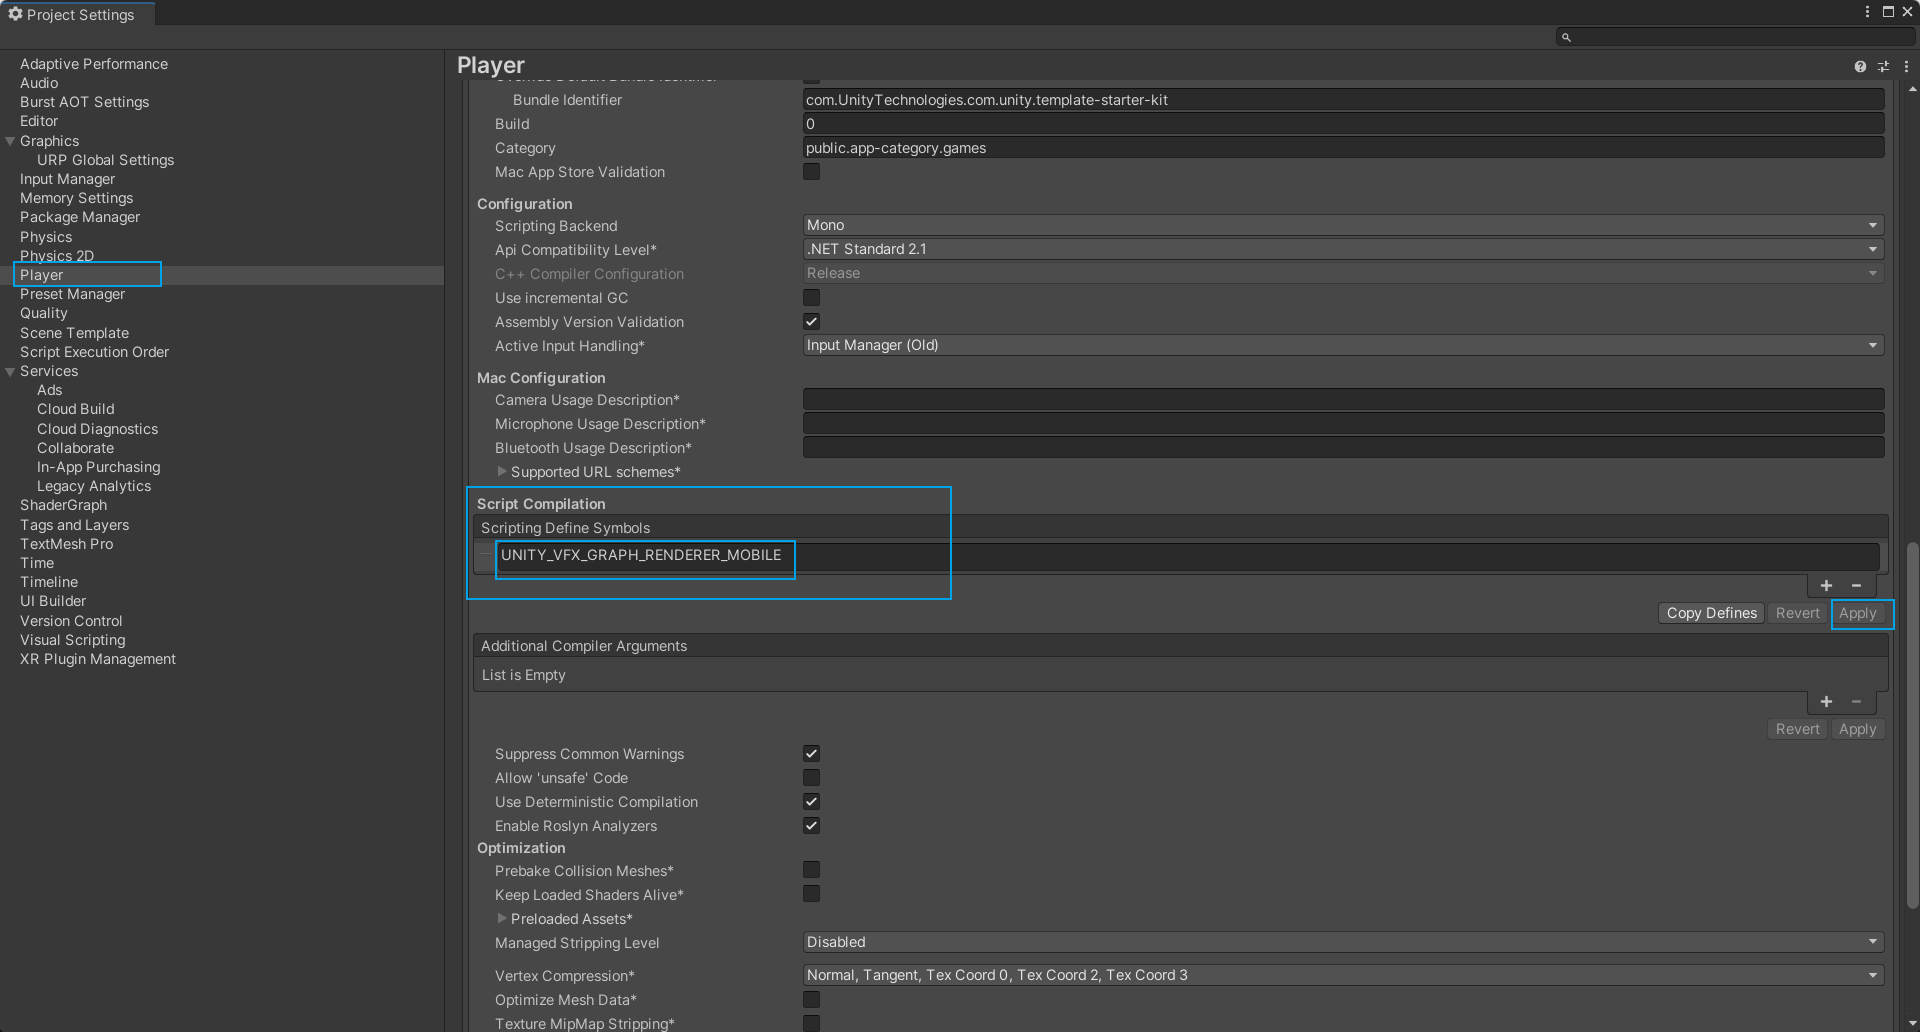 Project Settings
Adaptive Performance
Audio
Burst AOT Settings
Editor
Graphics
URP Global Settings
Input Manager
Memory Settings
Package Manager
Physics
Physics 2D
Player
Preset Manager
Quality
Scene Template
Script Execution Order
Services
Ads
Cloud Build
Cloud Diagnostics
Collaborate
In-App Purchasing
Legacy Analytics
ShaderGraph
Tags and Layers
TextMesh Pro
Time
Timeline
UI Builder
Version Control
Visual Scripting
XR Plugin Management
Player
Override Default Bundle Identifier
Bundle Identifier com.UnityTechnologies.com.unity.template-starter-kit
Build 0
Category public.app-category.games
Mac App Store Validation
Configuration
Scripting Backend Mono
Api Compatibility Level* .NET Standard 2.1
C++ Compiler Configuration Release
Use incremental GC
Assembly Version Validation
Active Input Handling* Input Manager (Old)
Mac Configuration
Camera Usage Description*
Microphone Usage Description*
Bluetooth Usage Description*
Supported URL schemes*
Script Compilation
Scripting Define Symbols
UNITY_VFX_GRAPH_RENDERER_MOBILE
+ −
Copy Defines Revert Apply
Additional Compiler Arguments
List is Empty
+ −
Revert Apply
Suppress Common Warnings
Allow 'unsafe' Code
Use Deterministic Compilation
Enable Roslyn Analyzers
Optimization
Prebake Collision Meshes*
Keep Loaded Shaders Alive*
Preloaded Assets*
Managed Stripping Level Disabled
Vertex Compression* Normal, Tangent, Tex Coord 0, Tex Coord 2, Tex Coord 3
Optimize Mesh Data*
Texture MipMap Stripping*